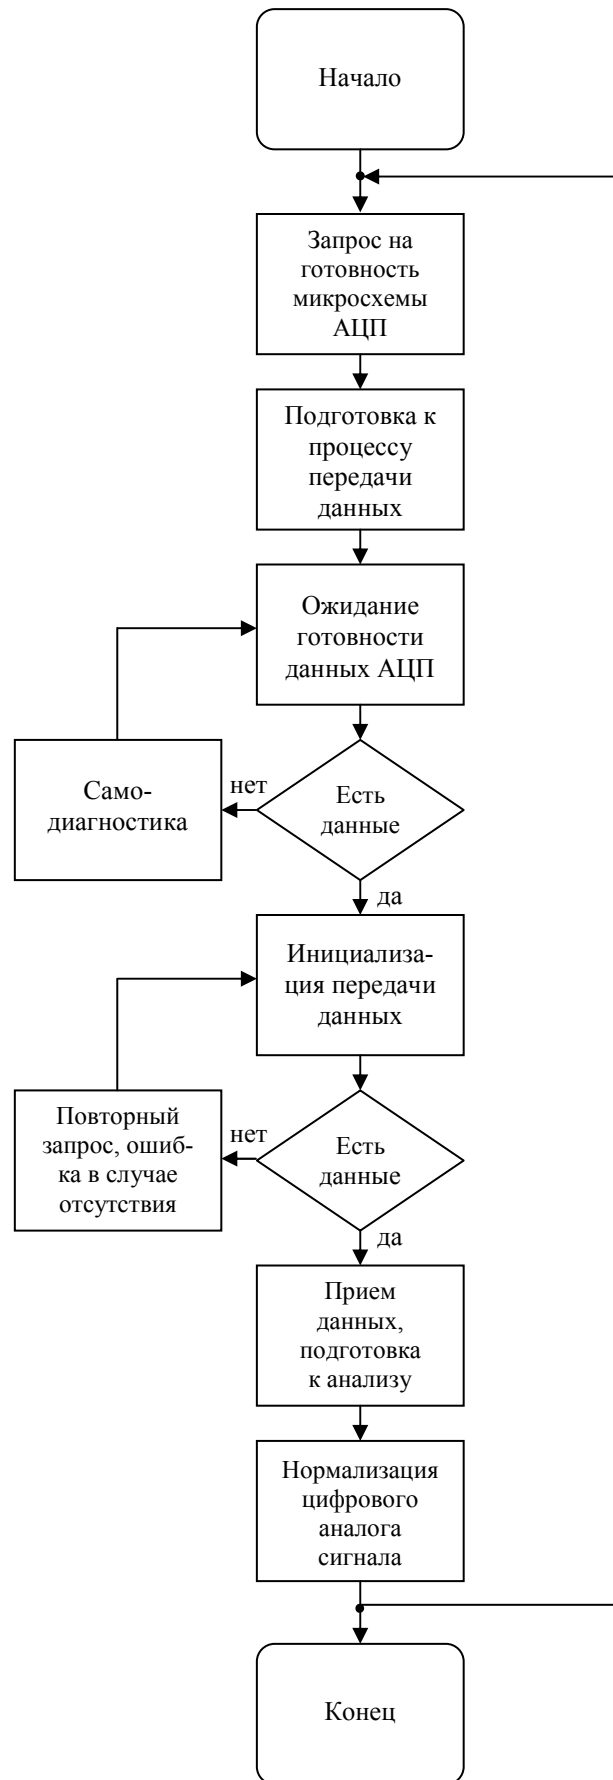 Начало
Запрос на
готовность
микросхемы
АЦП
Подготовка к
процессу
передачи
данных
Ожидание
готовности
данных АЦП
Само-
диагностика
нет
Есть
данные
да
Инициализа-
ция передачи
данных
Повторный
запрос, ошиб-
ка в случае
отсутствия
нет
Есть
данные
да
Прием
данных,
подготовка
к анализу
Нормализация
цифрового
аналога
сигнала
Конец